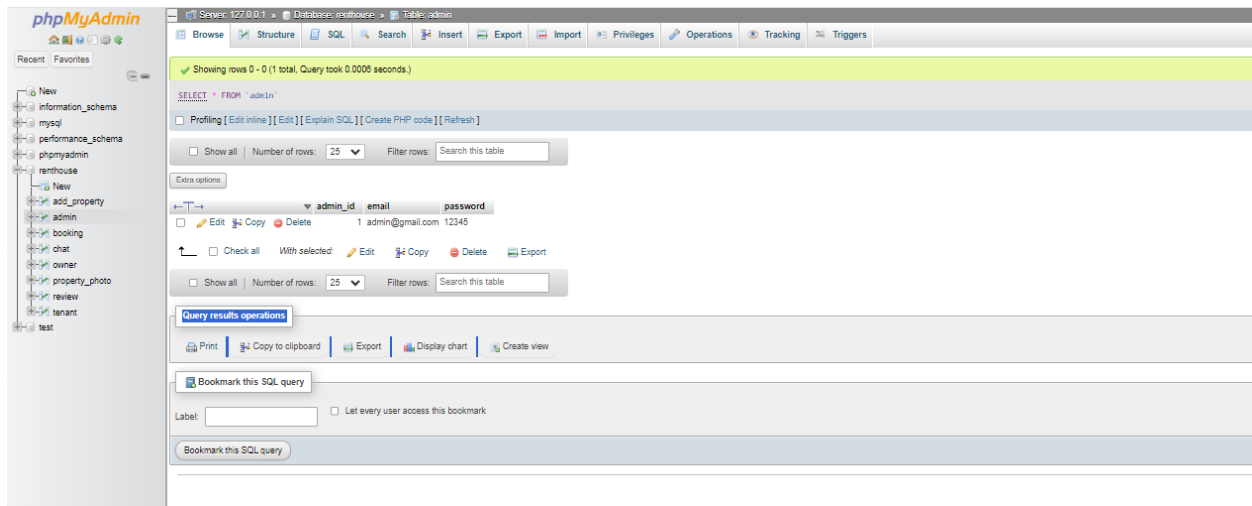 phpMyAdmin
Recent Favorites
New
information_schema
mysql
performance_schema
phpmyadmin
renthouse
New
add_property
admin
booking
chat
owner
property_photo
review
tenant
test
Server: 127.0.0.1 » Database: renthouse » Table: admin
Browse Structure SQL Search Insert Export Import Privileges Operations Tracking Triggers
Showing rows 0 - 0 (1 total, Query took 0.0006 seconds.)
SELECT * FROM `admin`
Profiling [ Edit inline ] [ Edit ] [ Explain SQL ] [ Create PHP code ] [ Refresh ]
Show all | Number of rows: 25 Filter rows: Search this table
Extra options
←T→ ▼ admin_id email password
Edit Copy Delete 1 admin@gmail.com 12345
Check all With selected: Edit Copy Delete Export
Show all | Number of rows: 25 Filter rows: Search this table
Query results operations
Print Copy to clipboard Export Display chart Create view
Bookmark this SQL query
Label: Let every user access this bookmark
Bookmark this SQL query